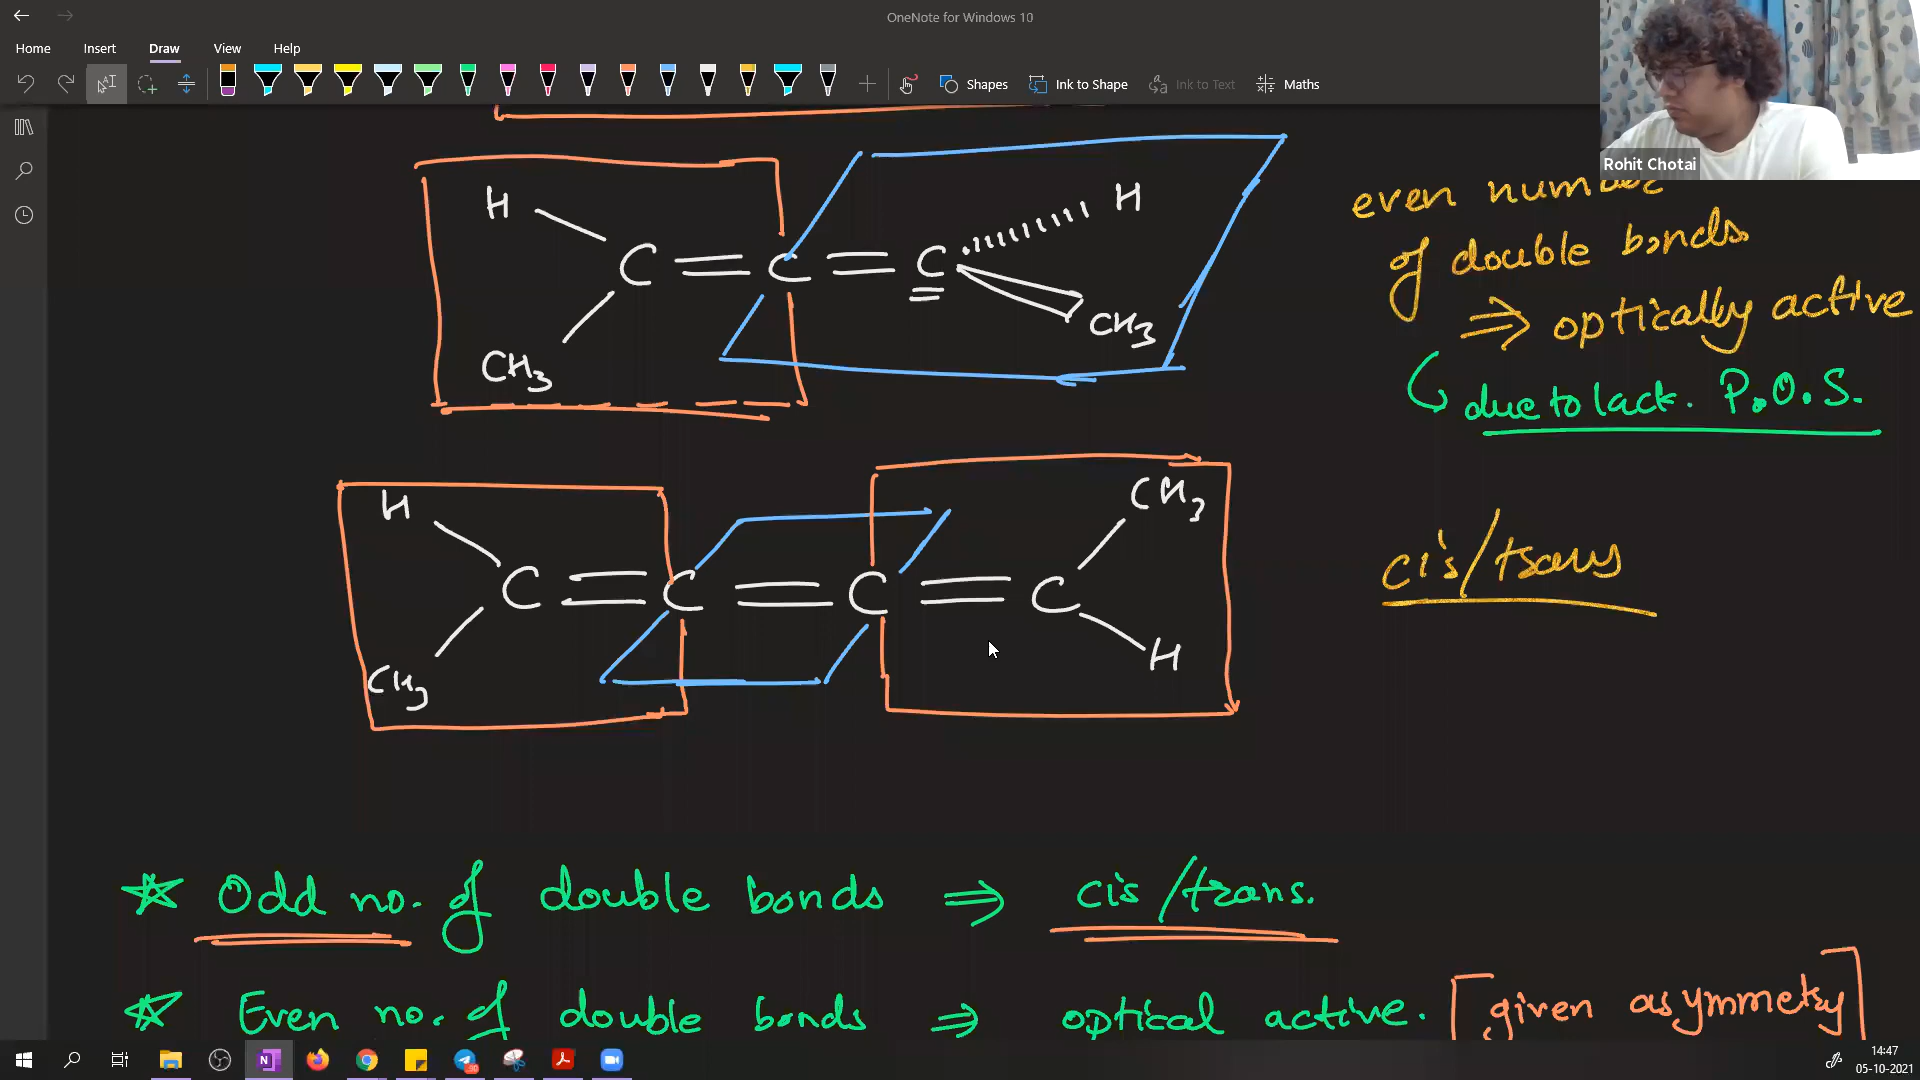 OneNote for Windows 10
Home Insert Draw View Help
Shapes Ink to Shape Ink to Text Maths
Rohit Chotai
even number
of double bonds
⇒ optically active
due to lack. P.O.S.
H
C = C = C
H
CH3
CH3
H
CH3
C = C = C = C
CH3
H
cis/trans
☆ Odd no. of double bonds ⇒ cis/trans.
☆ Even no. of double bonds ⇒ optical active. [given asymmetry]
N
30
14:47
05-10-2021